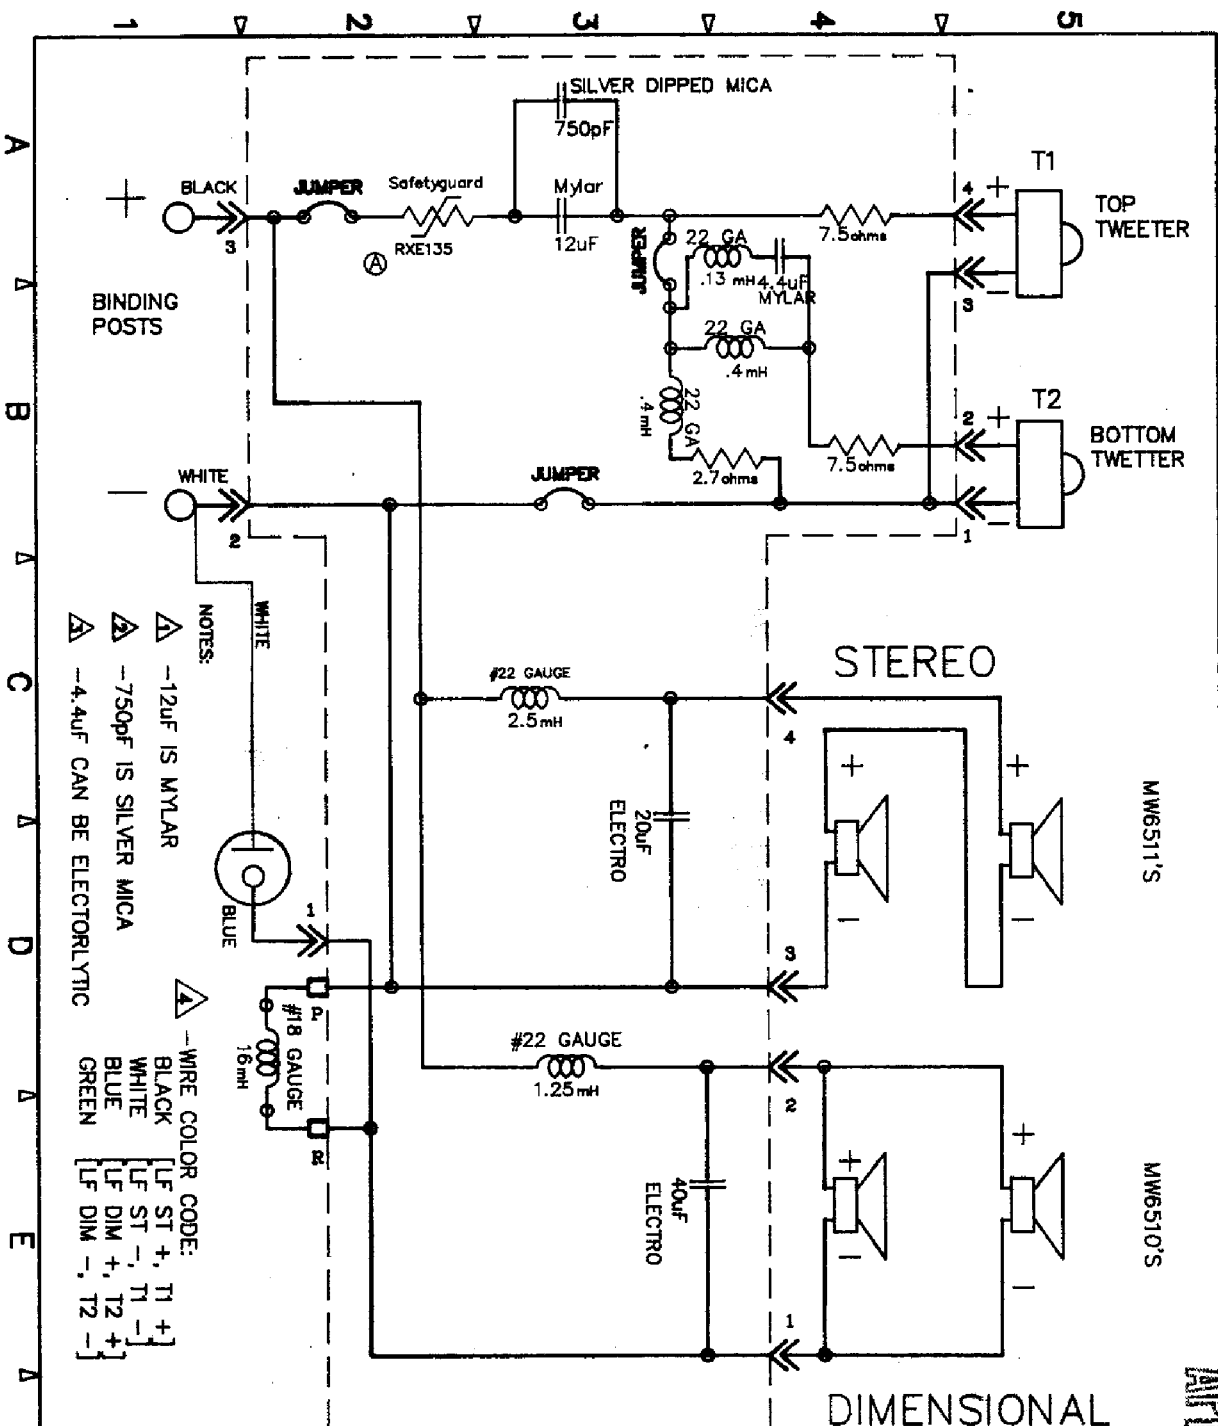 1 2 3 4 5
A
B
C
D
E
SILVER DIPPED MICA
750pF
BLACK
JUMPER
Safetyguard
Mylar
3
RXE135
A
12uF
JUMPER
22 GA
.13 mH
4.4uF
MYLAR
7.5ohms
4
+
3
T1
TOP
TWEETER
+
BINDING
POSTS
22 GA
.4mH
22 GA
.4mH
2.7ohms
7.5ohms
2
+
1
T2
BOTTOM
TWETTER
WHITE
2
JUMPER
WHITE
NOTES:
1 -12uF IS MYLAR
2 -750pF IS SILVER MICA
3 -4.4uF CAN BE ELECTORLYTIC
4 -WIRE COLOR CODE:
BLACK [LF ST +, T1 +]
WHITE [LF ST -, T1 -]
BLUE [LF DIM +, T2 +]
GREEN [LF DIM -, T2 -]
STEREO
#22 GAUGE
2.5mH
4
20uF
ELECTRO
3
+
-
+
-
MW6511'S
BLUE
1
#18 GAUGE
16mH
#22 GAUGE
1.25mH
2
40uF
ELECTRO
1
+
-
+
-
MW6510'S
DIMENSIONAL